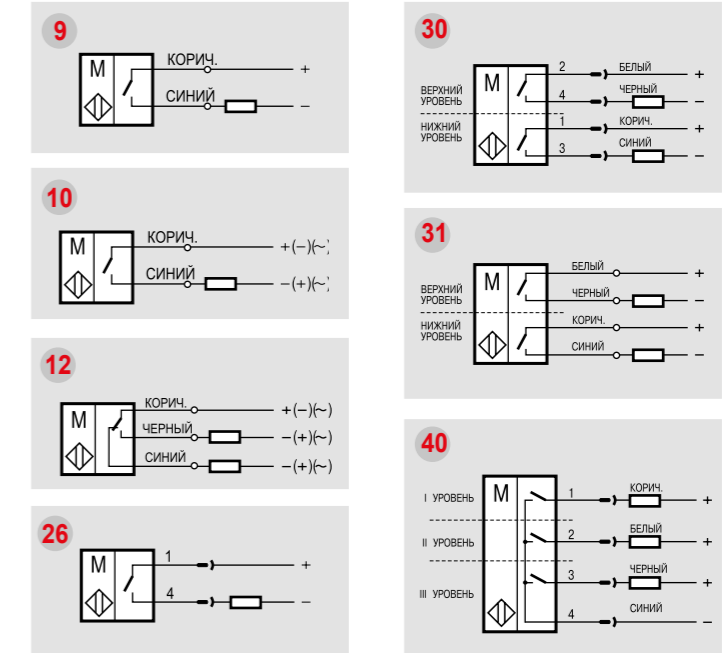 9
M
КОРИЧ. +
СИНИЙ −
10
M
КОРИЧ. +(−)(~)
СИНИЙ −(+)(~)
12
M
КОРИЧ. +(−)(~)
ЧЕРНЫЙ −(+)(~)
СИНИЙ −(+)(~)
26
M
1 +
4 −
30
ВЕРХНИЙ
УРОВЕНЬ
НИЖНИЙ
УРОВЕНЬ
M
2 БЕЛЫЙ +
4 ЧЕРНЫЙ −
1 КОРИЧ. +
3 СИНИЙ −
31
ВЕРХНИЙ
УРОВЕНЬ
НИЖНИЙ
УРОВЕНЬ
M
БЕЛЫЙ +
ЧЕРНЫЙ −
КОРИЧ. +
СИНИЙ −
40
M
I УРОВЕНЬ 1 КОРИЧ. +
II УРОВЕНЬ 2 БЕЛЫЙ +
III УРОВЕНЬ 3 ЧЕРНЫЙ +
4 СИНИЙ −